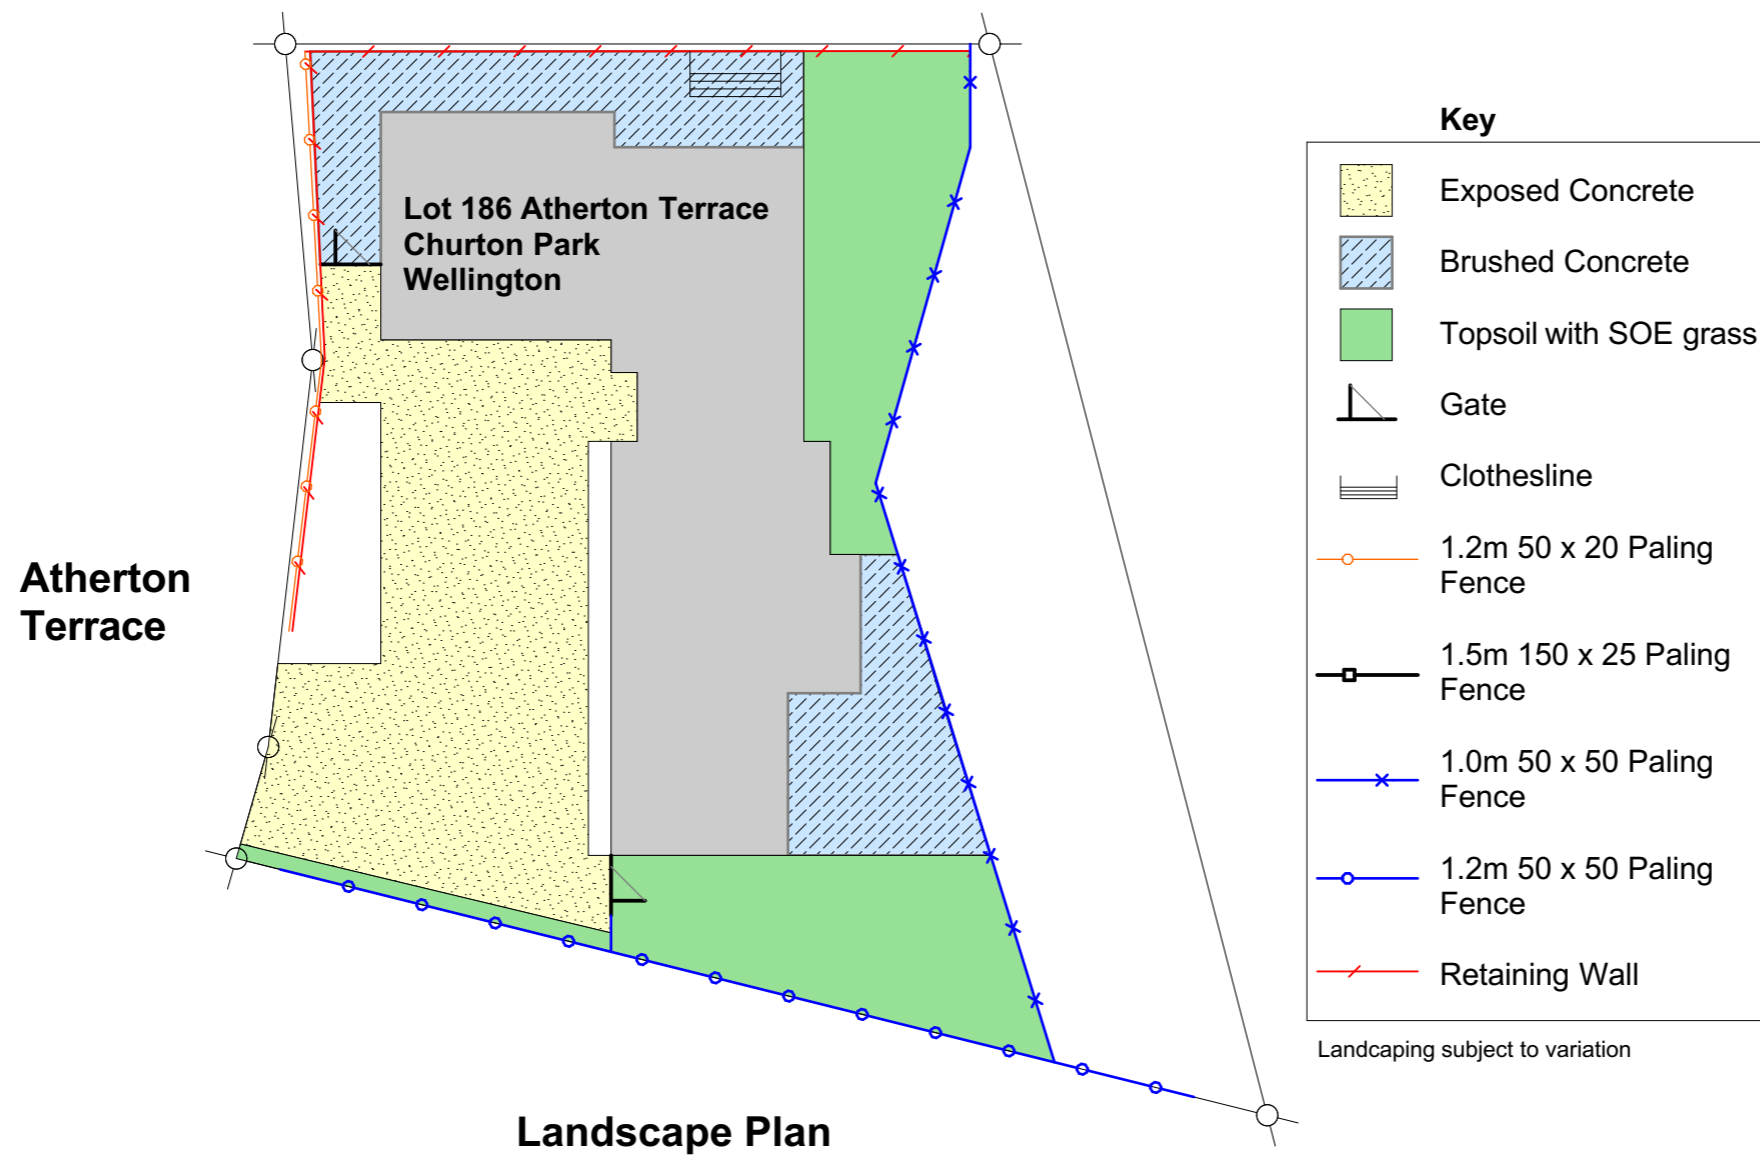 Lot 186 Atherton Terrace
Churton Park
Wellington
Atherton
Terrace
Landscape Plan
Key
Exposed Concrete
Brushed Concrete
Topsoil with SOE grass
Gate
Clothesline
1.2m 50 x 20 Paling
Fence
1.5m 150 x 25 Paling
Fence
1.0m 50 x 50 Paling
Fence
1.2m 50 x 50 Paling
Fence
Retaining Wall
Landcaping subject to variation